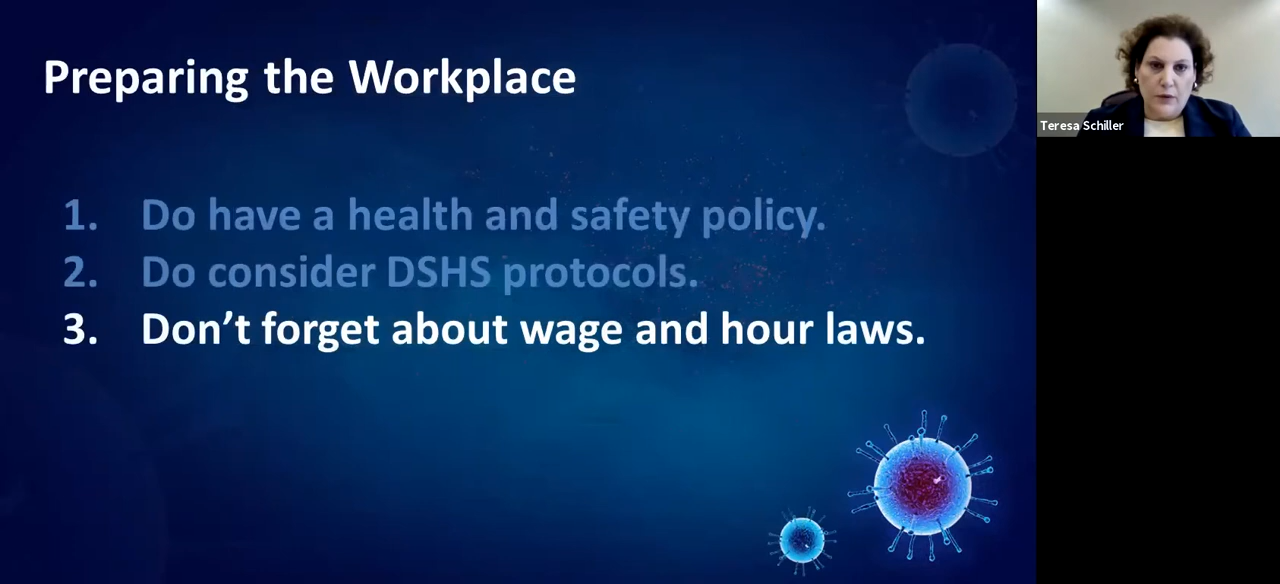 Preparing the Workplace
1. Do have a health and safety policy.
2. Do consider DSHS protocols.
3. Don’t forget about wage and hour laws.
Teresa Schiller